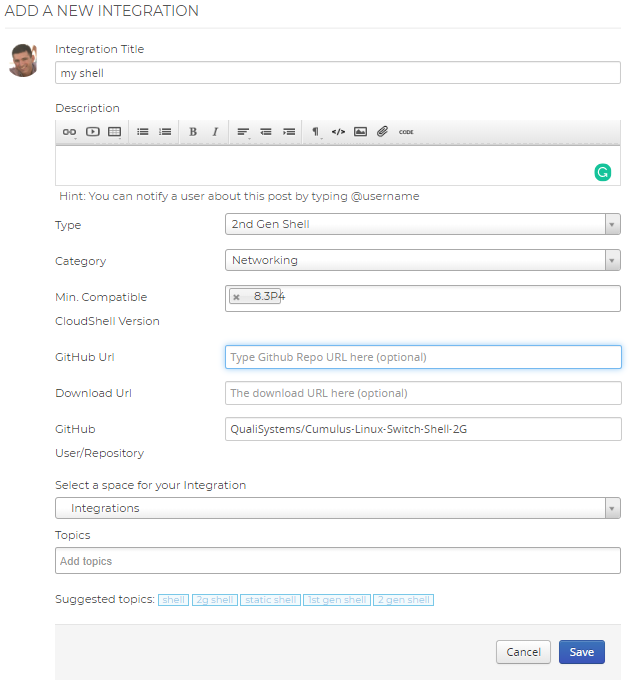 ADD A NEW INTEGRATION
Integration Title
my shell
Description
B I ¶ </> CODE
G
Hint: You can notify a user about this post by typing @username
Type 2nd Gen Shell
Category Networking
Min. Compatible CloudShell Version × 8.3P4
GitHub Url Type Github Repo URL here (optional)
Download Url The download URL here (optional)
GitHub User/Repository QualiSystems/Cumulus-Linux-Switch-Shell-2G
Select a space for your Integration
Integrations
Topics
Add topics
Suggested topics: shell 2g shell static shell 1st gen shell 2 gen shell
Cancel Save